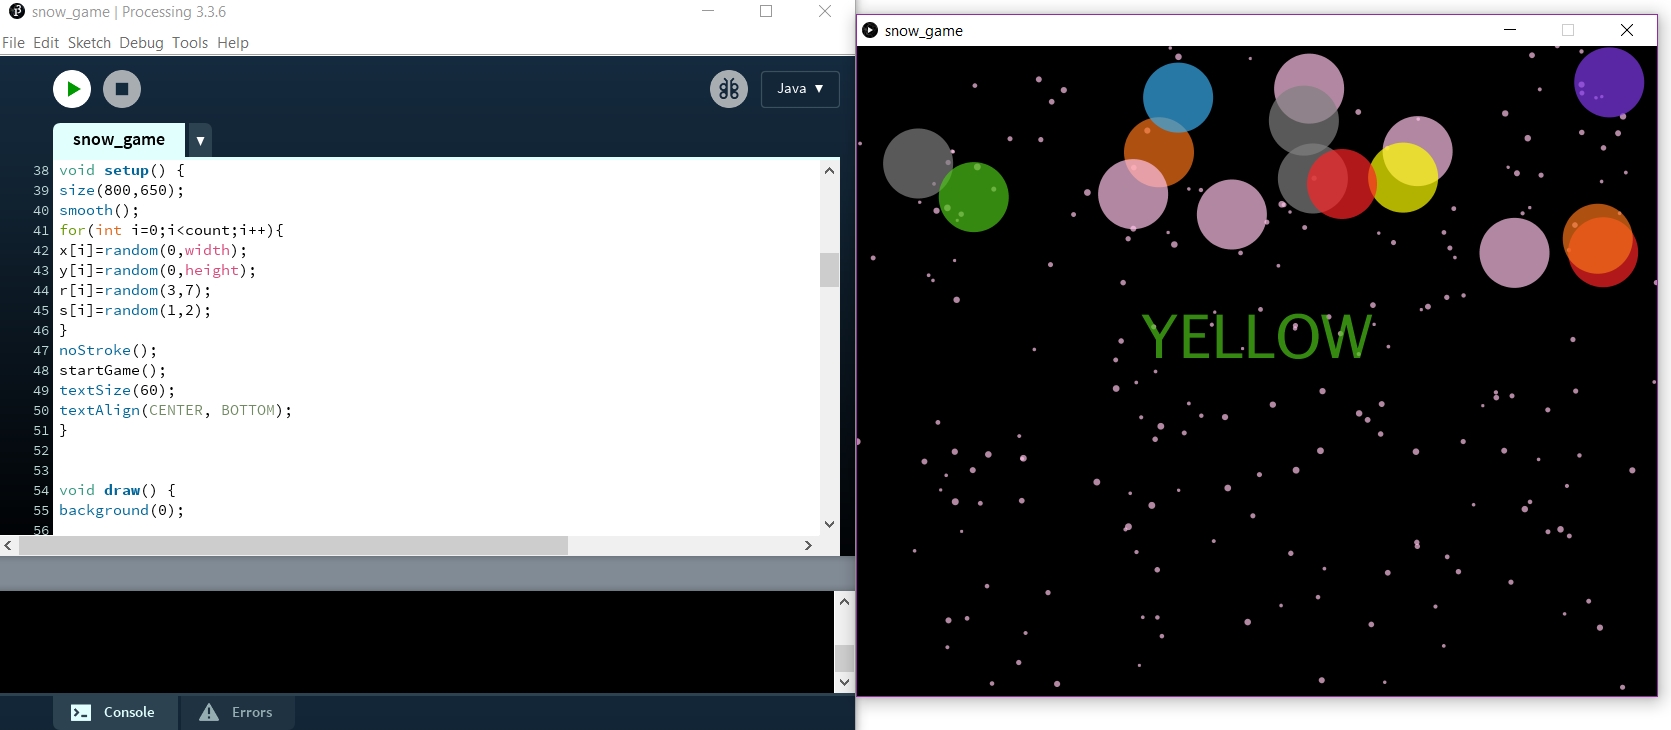 snow_game | Processing 3.3.6
File Edit Sketch Debug Tools Help
Java
snow_game
38 void setup() {
39 size(800,650);
40 smooth();
41 for(int i=0;i<count;i++){
42 x[i]=random(0,width);
43 y[i]=random(0,height);
44 r[i]=random(3,7);
45 s[i]=random(1,2);
46 }
47 noStroke();
48 startGame();
49 textSize(60);
50 textAlign(CENTER, BOTTOM);
51 }
52
53
54 void draw() {
55 background(0);
56
Console
Errors
snow_game
YELLOW